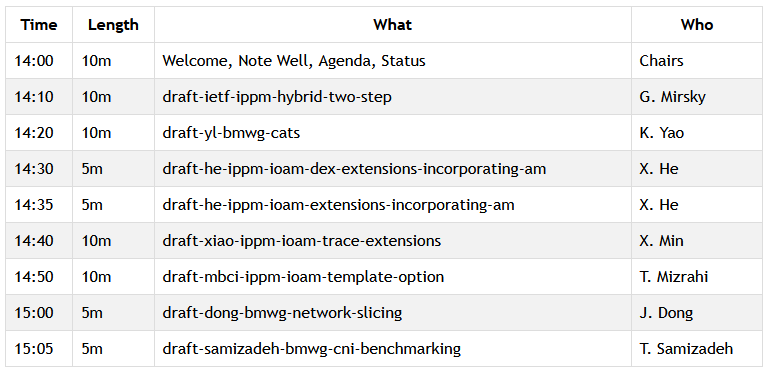 Time Length What Who
14:00 10m Welcome, Note Well, Agenda, Status Chairs
14:10 10m draft-ietf-ippm-hybrid-two-step G. Mirsky
14:20 10m draft-yl-bmwg-cats K. Yao
14:30 5m draft-he-ippm-ioam-dex-extensions-incorporating-am X. He
14:35 5m draft-he-ippm-ioam-extensions-incorporating-am X. He
14:40 10m draft-xiao-ippm-ioam-trace-extensions X. Min
14:50 10m draft-mbci-ippm-ioam-template-option T. Mizrahi
15:00 5m draft-dong-bmwg-network-slicing J. Dong
15:05 5m draft-samizadeh-bmwg-cni-benchmarking T. Samizadeh